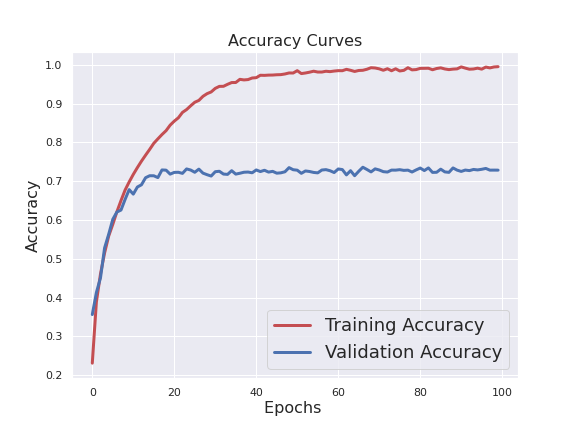 Accuracy Curves
Accuracy
1.0
0.9
0.8
0.7
0.6
0.5
0.4
0.3
0.2
Training Accuracy
Validation Accuracy
0 20 40 60 80 100
Epochs